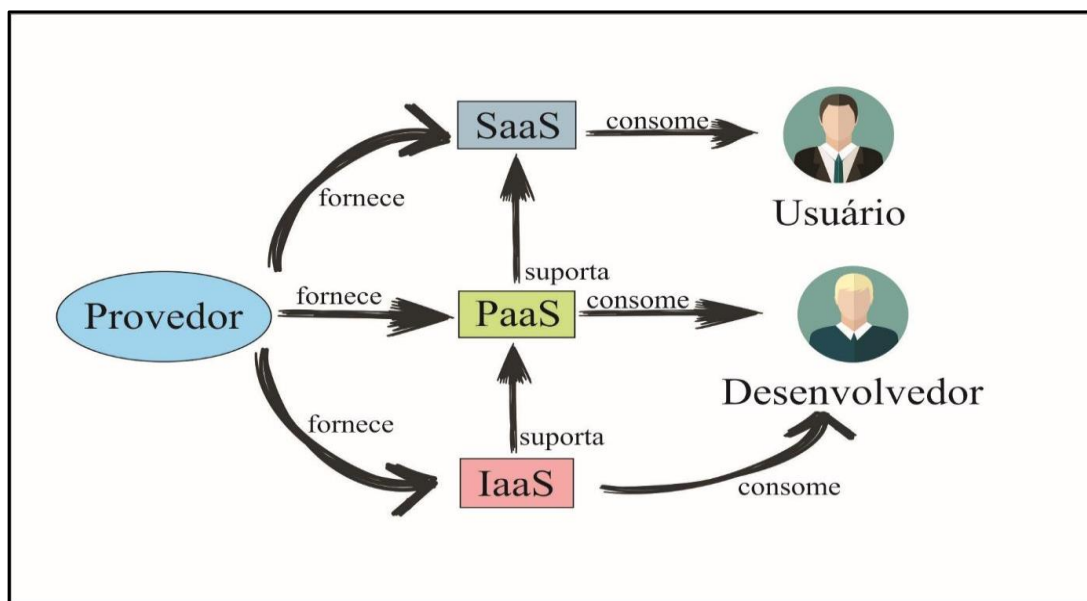 SaaS
consome
Usuário
fornece
suporta
Provedor
fornece
PaaS
consome
Desenvolvedor
fornece
suporta
IaaS
consome